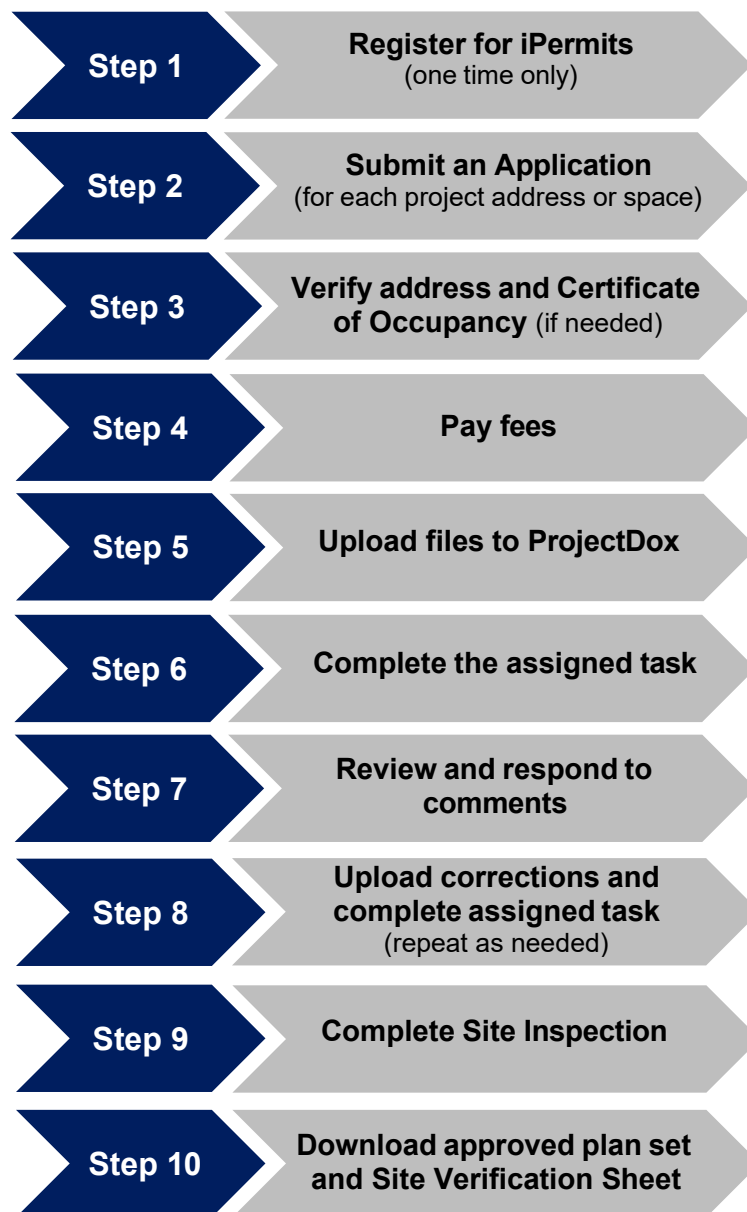 Step 1
Register for iPermits
(one time only)
Step 2
Submit an Application
(for each project address or space)
Step 3
Verify address and Certificate
of Occupancy (if needed)
Step 4
Pay fees
Step 5
Upload files to ProjectDox
Step 6
Complete the assigned task
Step 7
Review and respond to
comments
Step 8
Upload corrections and
complete assigned task
(repeat as needed)
Step 9
Complete Site Inspection
Step 10
Download approved plan set
and Site Verification Sheet